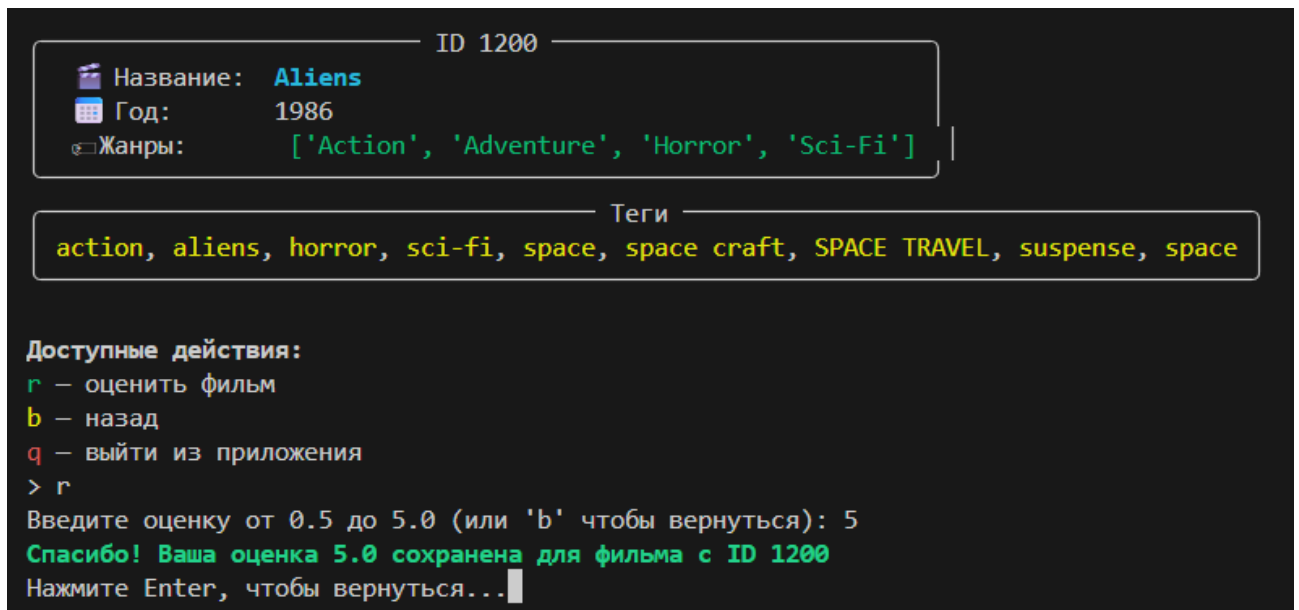 ID 1200
Название: Aliens
Год: 1986
Жанры: ['Action', 'Adventure', 'Horror', 'Sci-Fi']
Теги
action, aliens, horror, sci-fi, space, space craft, SPACE TRAVEL, suspense, space
Доступные действия:
r — оценить фильм
b — назад
q — выйти из приложения
> r
Введите оценку от 0.5 до 5.0 (или 'b' чтобы вернуться): 5
Спасибо! Ваша оценка 5.0 сохранена для фильма с ID 1200
Нажмите Enter, чтобы вернуться...